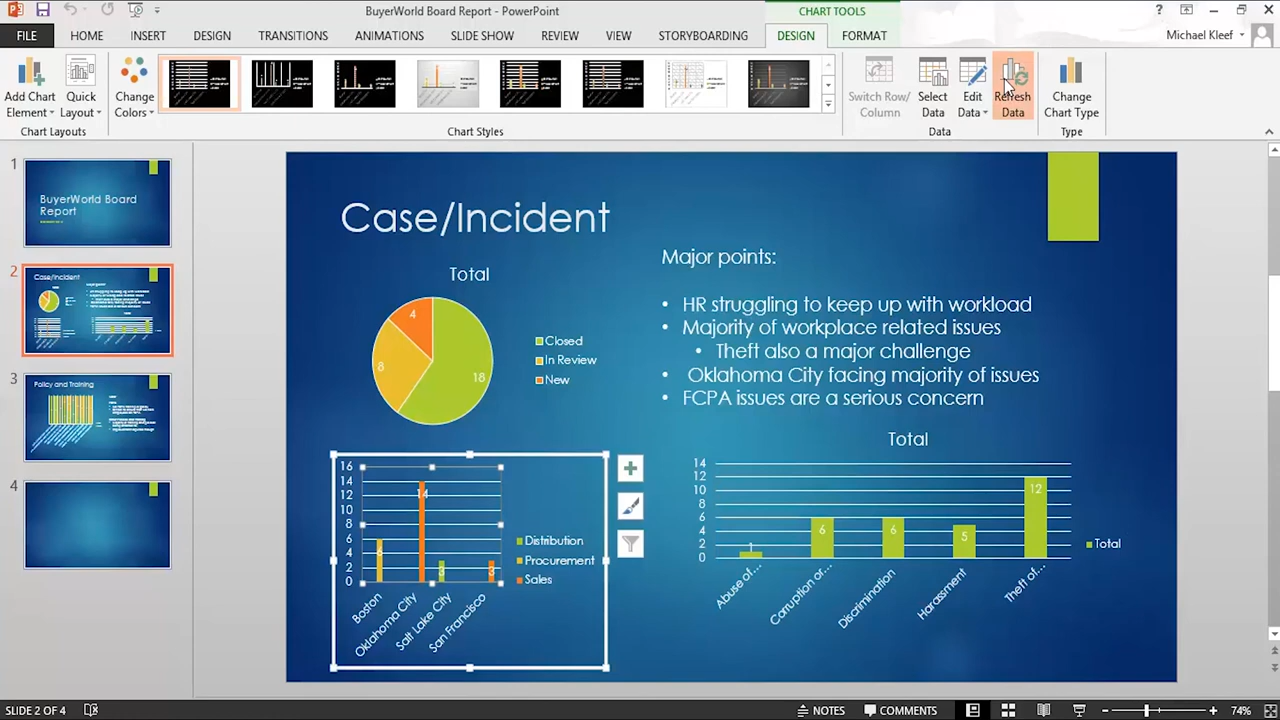 BuyerWorld Board Report - PowerPoint
CHART TOOLS
?
FILE
HOME
INSERT
DESIGN
TRANSITIONS
ANIMATIONS
SLIDE SHOW
REVIEW
VIEW
STORYBOARDING
DESIGN
FORMAT
Michael Kleef
Add Chart
Element
Quick
Layout
Change
Colors
Switch Row/
Column
Select
Data
Edit
Data
Refresh
Data
Change
Chart Type
Chart Layouts
Chart Styles
Data
Type
1
BuyerWorld Board
Report
2
Case/Incident
3
Policy and Training
4
Case/Incident
Total
4
8
18
Closed
In Review
New
Major points:
• HR struggling to keep up with workload
• Majority of workplace related issues
• Theft also a major challenge
• Oklahoma City facing majority of issues
• FCPA issues are a serious concern
16
14
12
10
8
6
4
2
0
6
14
3
3
Boston
Oklahoma City
Salt Lake City
San Francisco
Distribution
Procurement
Sales
Total
14
12
10
8
6
4
2
0
1
6
6
5
12
Abuse of...
Corruption or...
Discrimination
Harassment
Theft of...
Total
SLIDE 2 OF 4
NOTES
COMMENTS
74%